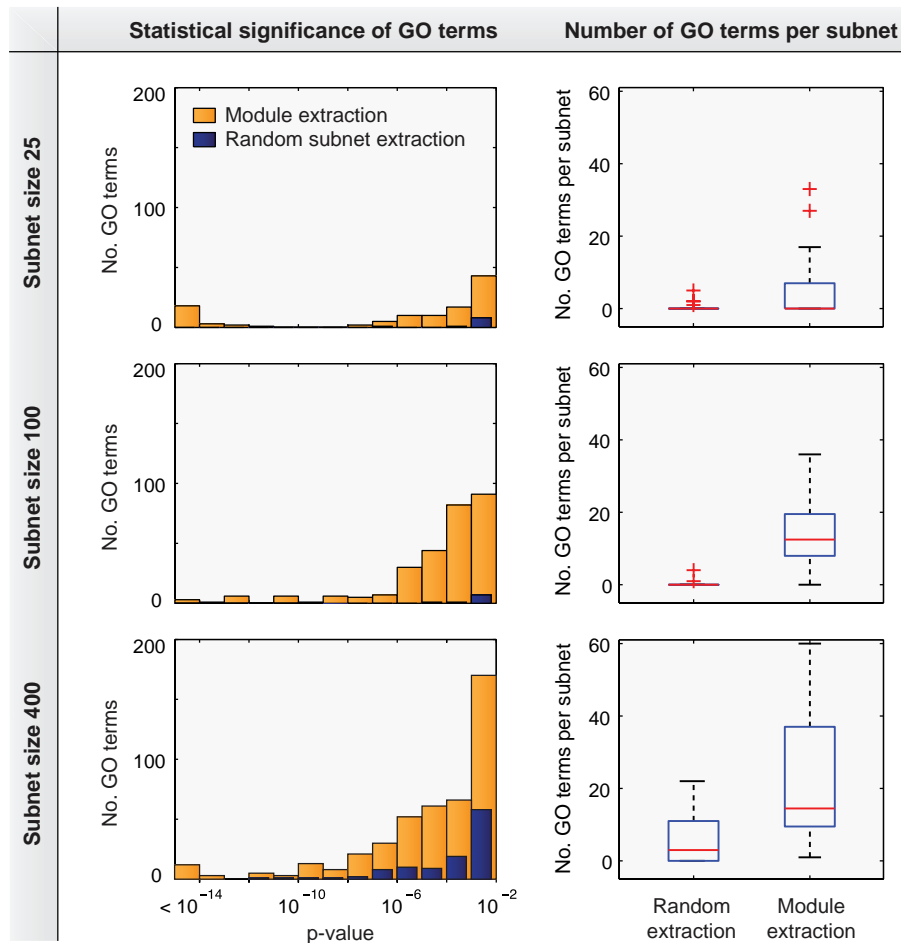 Statistical significance of GO terms
Number of GO terms per subnet
Subnet size 25
No. GO terms
200
100
0
Module extraction
Random subnet extraction
No. GO terms per subnet
60
40
20
0
Subnet size 100
No. GO terms
200
100
0
No. GO terms per subnet
60
40
20
0
Subnet size 400
No. GO terms
200
100
0
< 10−14
10−10
10−6
10−2
p-value
No. GO terms per subnet
60
40
20
0
Random extraction
Module extraction